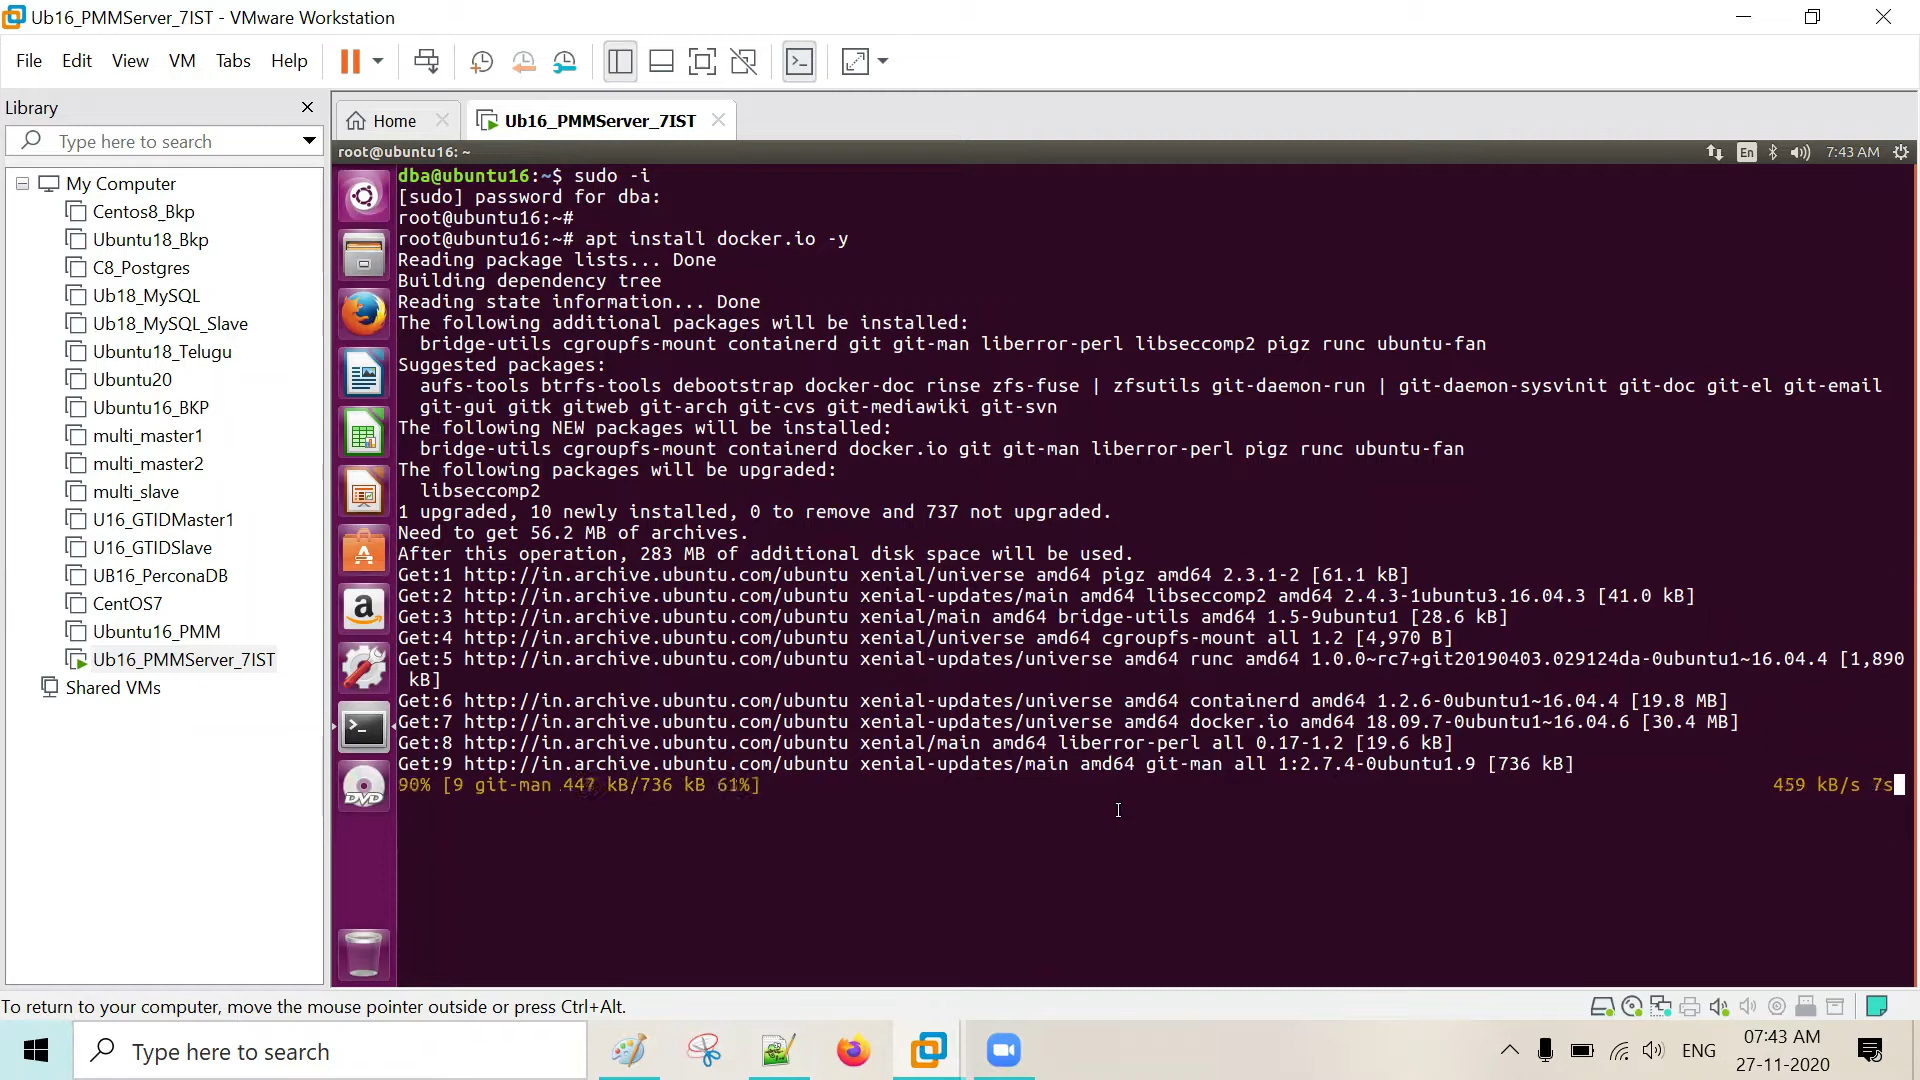 Ub16_PMMServer_7IST - VMware Workstation
File Edit View VM Tabs Help
Library
Type here to search
My Computer
Centos8_Bkp
Ubuntu18_Bkp
C8_Postgres
Ub18_MySQL
Ub18_MySQL_Slave
Ubuntu18_Telugu
Ubuntu20
Ubuntu16_BKP
multi_master1
multi_master2
multi_slave
U16_GTIDMaster1
U16_GTIDSlave
UB16_PerconaDB
CentOS7
Ubuntu16_PMM
Ub16_PMMServer_7IST
Shared VMs
Home
Ub16_PMMServer_7IST
root@ubuntu16: ~
En
7:43 AM
dba@ubuntu16:~$ sudo -i
[sudo] password for dba:
root@ubuntu16:~#
root@ubuntu16:~# apt install docker.io -y
Reading package lists... Done
Building dependency tree
Reading state information... Done
The following additional packages will be installed:
bridge-utils cgroupfs-mount containerd git git-man liberror-perl libseccomp2 pigz runc ubuntu-fan
Suggested packages:
aufs-tools btrfs-tools debootstrap docker-doc rinse zfs-fuse | zfsutils git-daemon-run | git-daemon-sysvinit git-doc git-el git-email
git-gui gitk gitweb git-arch git-cvs git-mediawiki git-svn
The following NEW packages will be installed:
bridge-utils cgroupfs-mount containerd docker.io git git-man liberror-perl pigz runc ubuntu-fan
The following packages will be upgraded:
libseccomp2
1 upgraded, 10 newly installed, 0 to remove and 737 not upgraded.
Need to get 56.2 MB of archives.
After this operation, 283 MB of additional disk space will be used.
Get:1 http://in.archive.ubuntu.com/ubuntu xenial/universe amd64 pigz amd64 2.3.1-2 [61.1 kB]
Get:2 http://in.archive.ubuntu.com/ubuntu xenial-updates/main amd64 libseccomp2 amd64 2.4.3-1ubuntu3.16.04.3 [41.0 kB]
Get:3 http://in.archive.ubuntu.com/ubuntu xenial/main amd64 bridge-utils amd64 1.5-9ubuntu1 [28.6 kB]
Get:4 http://in.archive.ubuntu.com/ubuntu xenial/universe amd64 cgroupfs-mount all 1.2 [4,970 B]
Get:5 http://in.archive.ubuntu.com/ubuntu xenial-updates/universe amd64 runc amd64 1.0.0~rc7+git20190403.029124da-0ubuntu1~16.04.4 [1,890
kB]
Get:6 http://in.archive.ubuntu.com/ubuntu xenial-updates/universe amd64 containerd amd64 1.2.6-0ubuntu1~16.04.4 [19.8 MB]
Get:7 http://in.archive.ubuntu.com/ubuntu xenial-updates/universe amd64 docker.io amd64 18.09.7-0ubuntu1~16.04.6 [30.4 MB]
Get:8 http://in.archive.ubuntu.com/ubuntu xenial/main amd64 liberror-perl all 0.17-1.2 [19.6 kB]
Get:9 http://in.archive.ubuntu.com/ubuntu xenial-updates/main amd64 git-man all 1:2.7.4-0ubuntu1.9 [736 kB]
90% [9 git-man 447 kB/736 kB 61%] 459 kB/s 7s
DVD
To return to your computer, move the mouse pointer outside or press Ctrl+Alt.
Type here to search
ENG
07:43 AM
27-11-2020